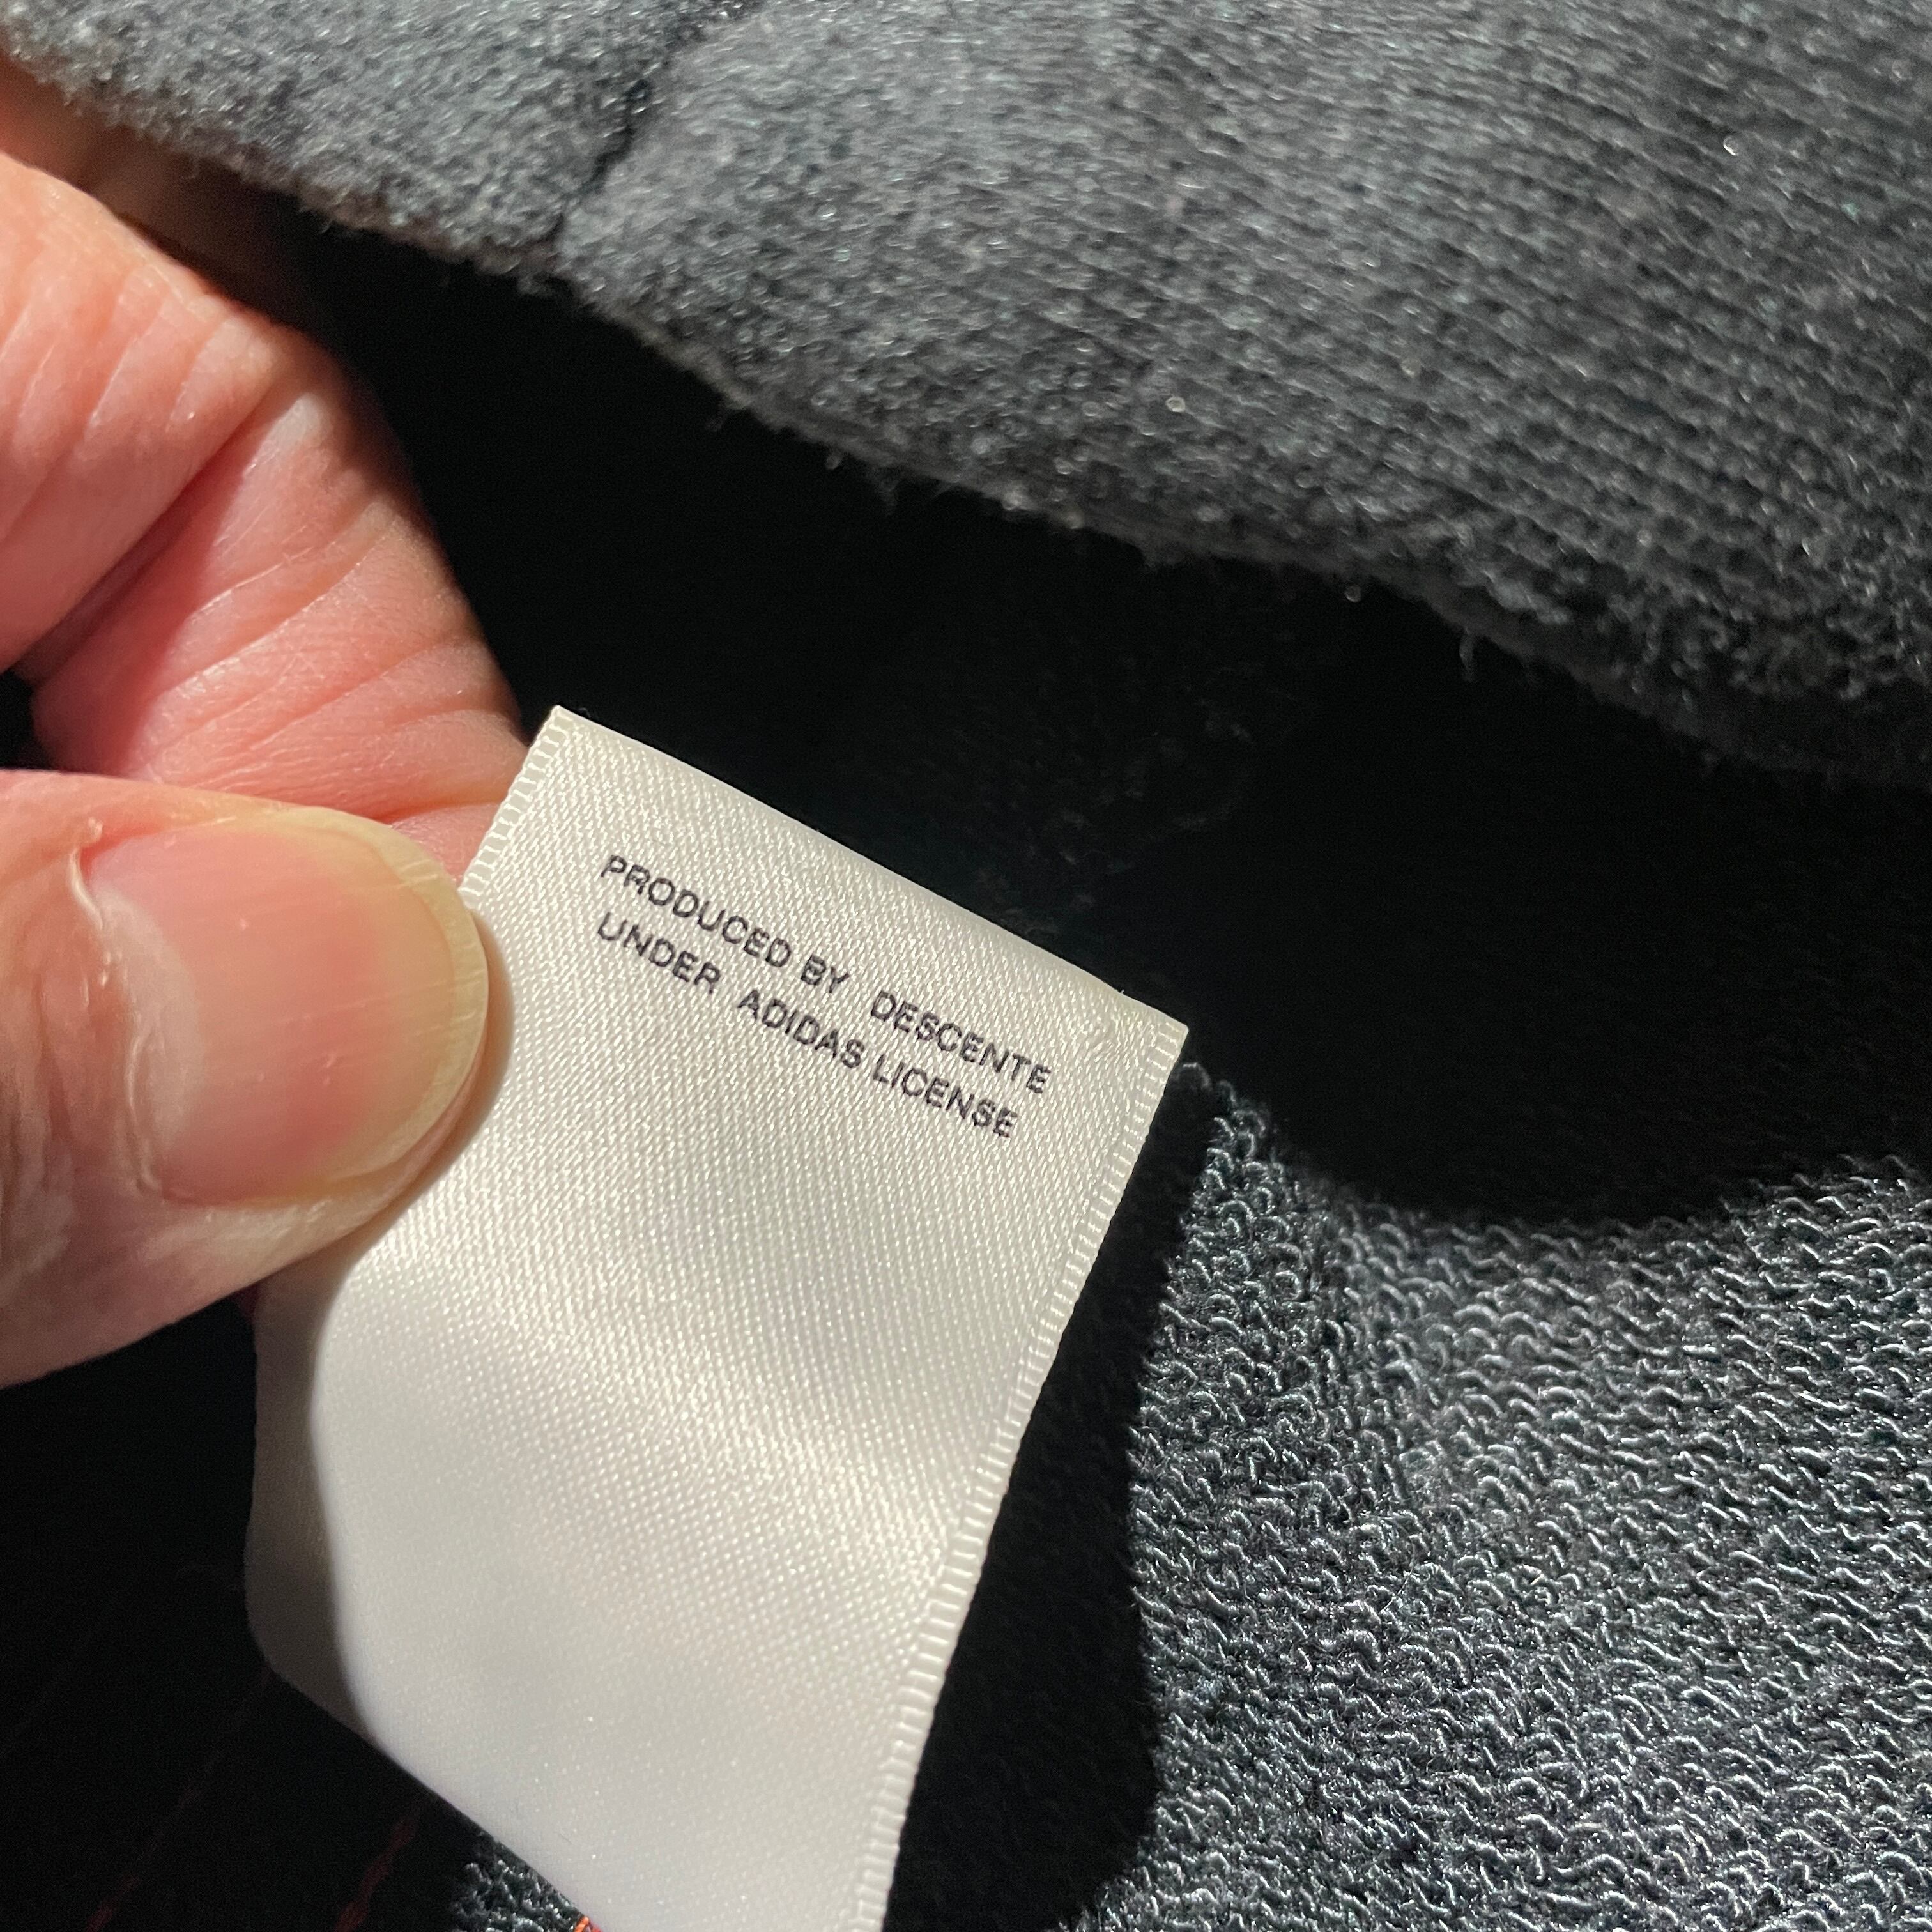 PRODUCED BY DESCENTE
UNDER ADIDAS LICENSE